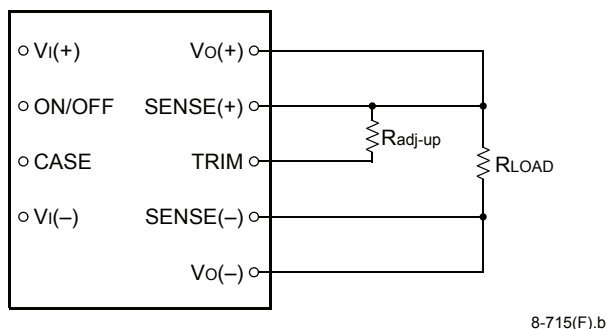 VI(+) VO(+)
ON/OFF SENSE(+)
Radj-up
CASE TRIM
RLOAD
VI(–) SENSE(–)
VO(–)
8-715(F).b